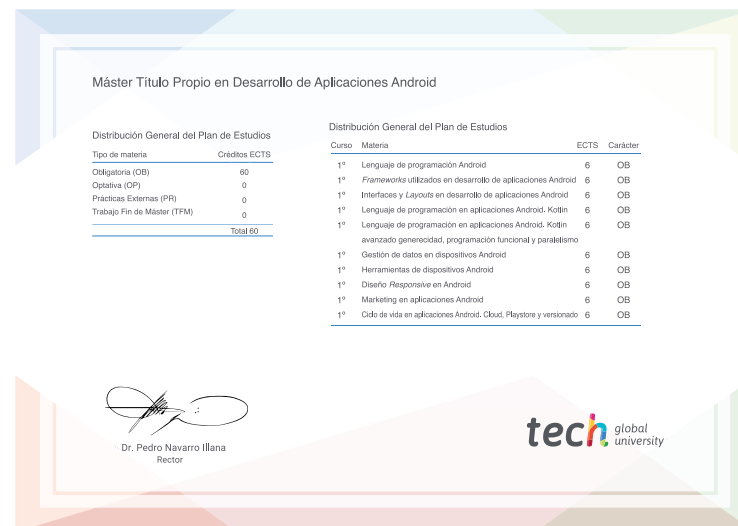 Máster Título Propio en Desarrollo de Aplicaciones Android
Distribución General del Plan de Estudios
Tipo de materia Créditos ECTS
Obligatoria (OB) 60
Optativa (OP) 0
Prácticas Externas (PR) 0
Trabajo Fin de Máster (TFM) 0
Total 60
Distribución General del Plan de Estudios
Curso Materia ECTS Carácter
1º Lenguaje de programación Android 6 OB
1º Frameworks utilizados en desarrollo de aplicaciones Android 6 OB
1º Interfaces y Layouts en desarrollo de aplicaciones Android 6 OB
1º Lenguaje de programación en aplicaciones Android. Kotlin 6 OB
1º Lenguaje de programación en aplicaciones Android. Kotlin 6 OB
avanzado generecidad, programación funcional y paralelismo
1º Gestión de datos en dispositivos Android 6 OB
1º Herramientas de dispositivos Android 6 OB
1º Diseño Responsive en Android 6 OB
1º Marketing en aplicaciones Android 6 OB
1º Ciclo de vida en aplicaciones Android. Cloud, Playstore y versionado 6 OB
Dr. Pedro Navarro Illana
Rector
tech global
university